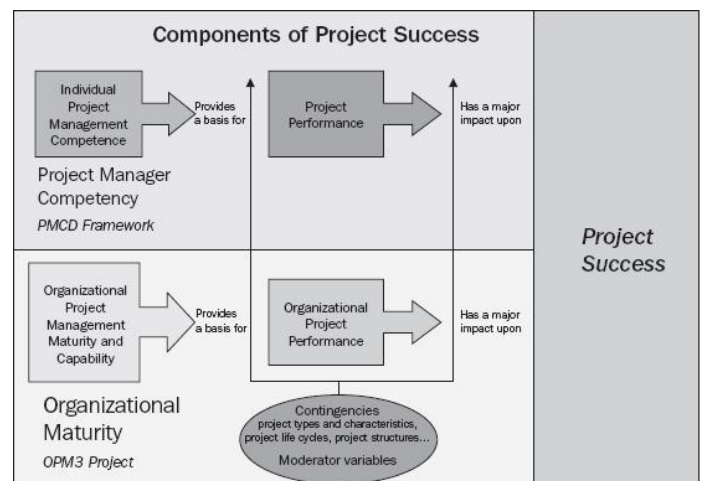 Components of Project Success
Individual
Project
Management
Competence
Provides
a basis for
Project
Performance
Has a major
impact upon
Project Manager
Competency
PMCD Framework
Organizational
Project
Management
Maturity and
Capability
Provides
a basis for
Organizational
Project
Performance
Has a major
impact upon
Organizational
Maturity
OPM3 Project
Contingencies
project types and characteristics,
project life cycles, project structures...
Moderator variables
Project
Success